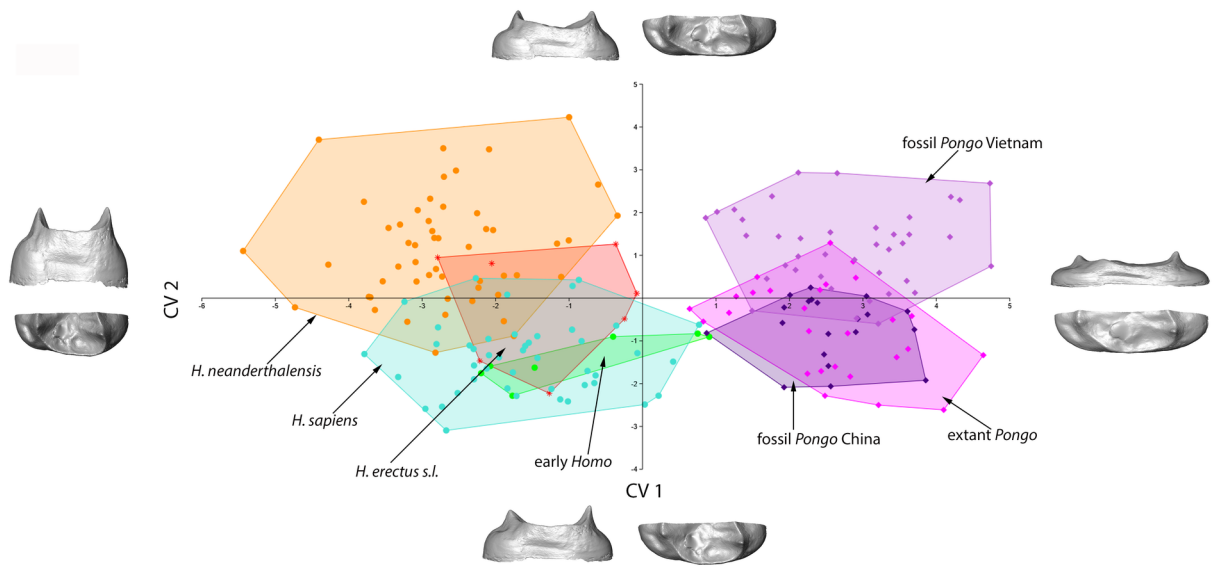 5
4
fossil Pongo Vietnam
3
2
1
CV 2
-6
-5
-4
-3
-2
-1
1
2
3
4
5
-1
H. neanderthalensis
-2
H. sapiens
-3
fossil Pongo China
extant Pongo
early Homo
H. erectus s.l.
-4
CV 1